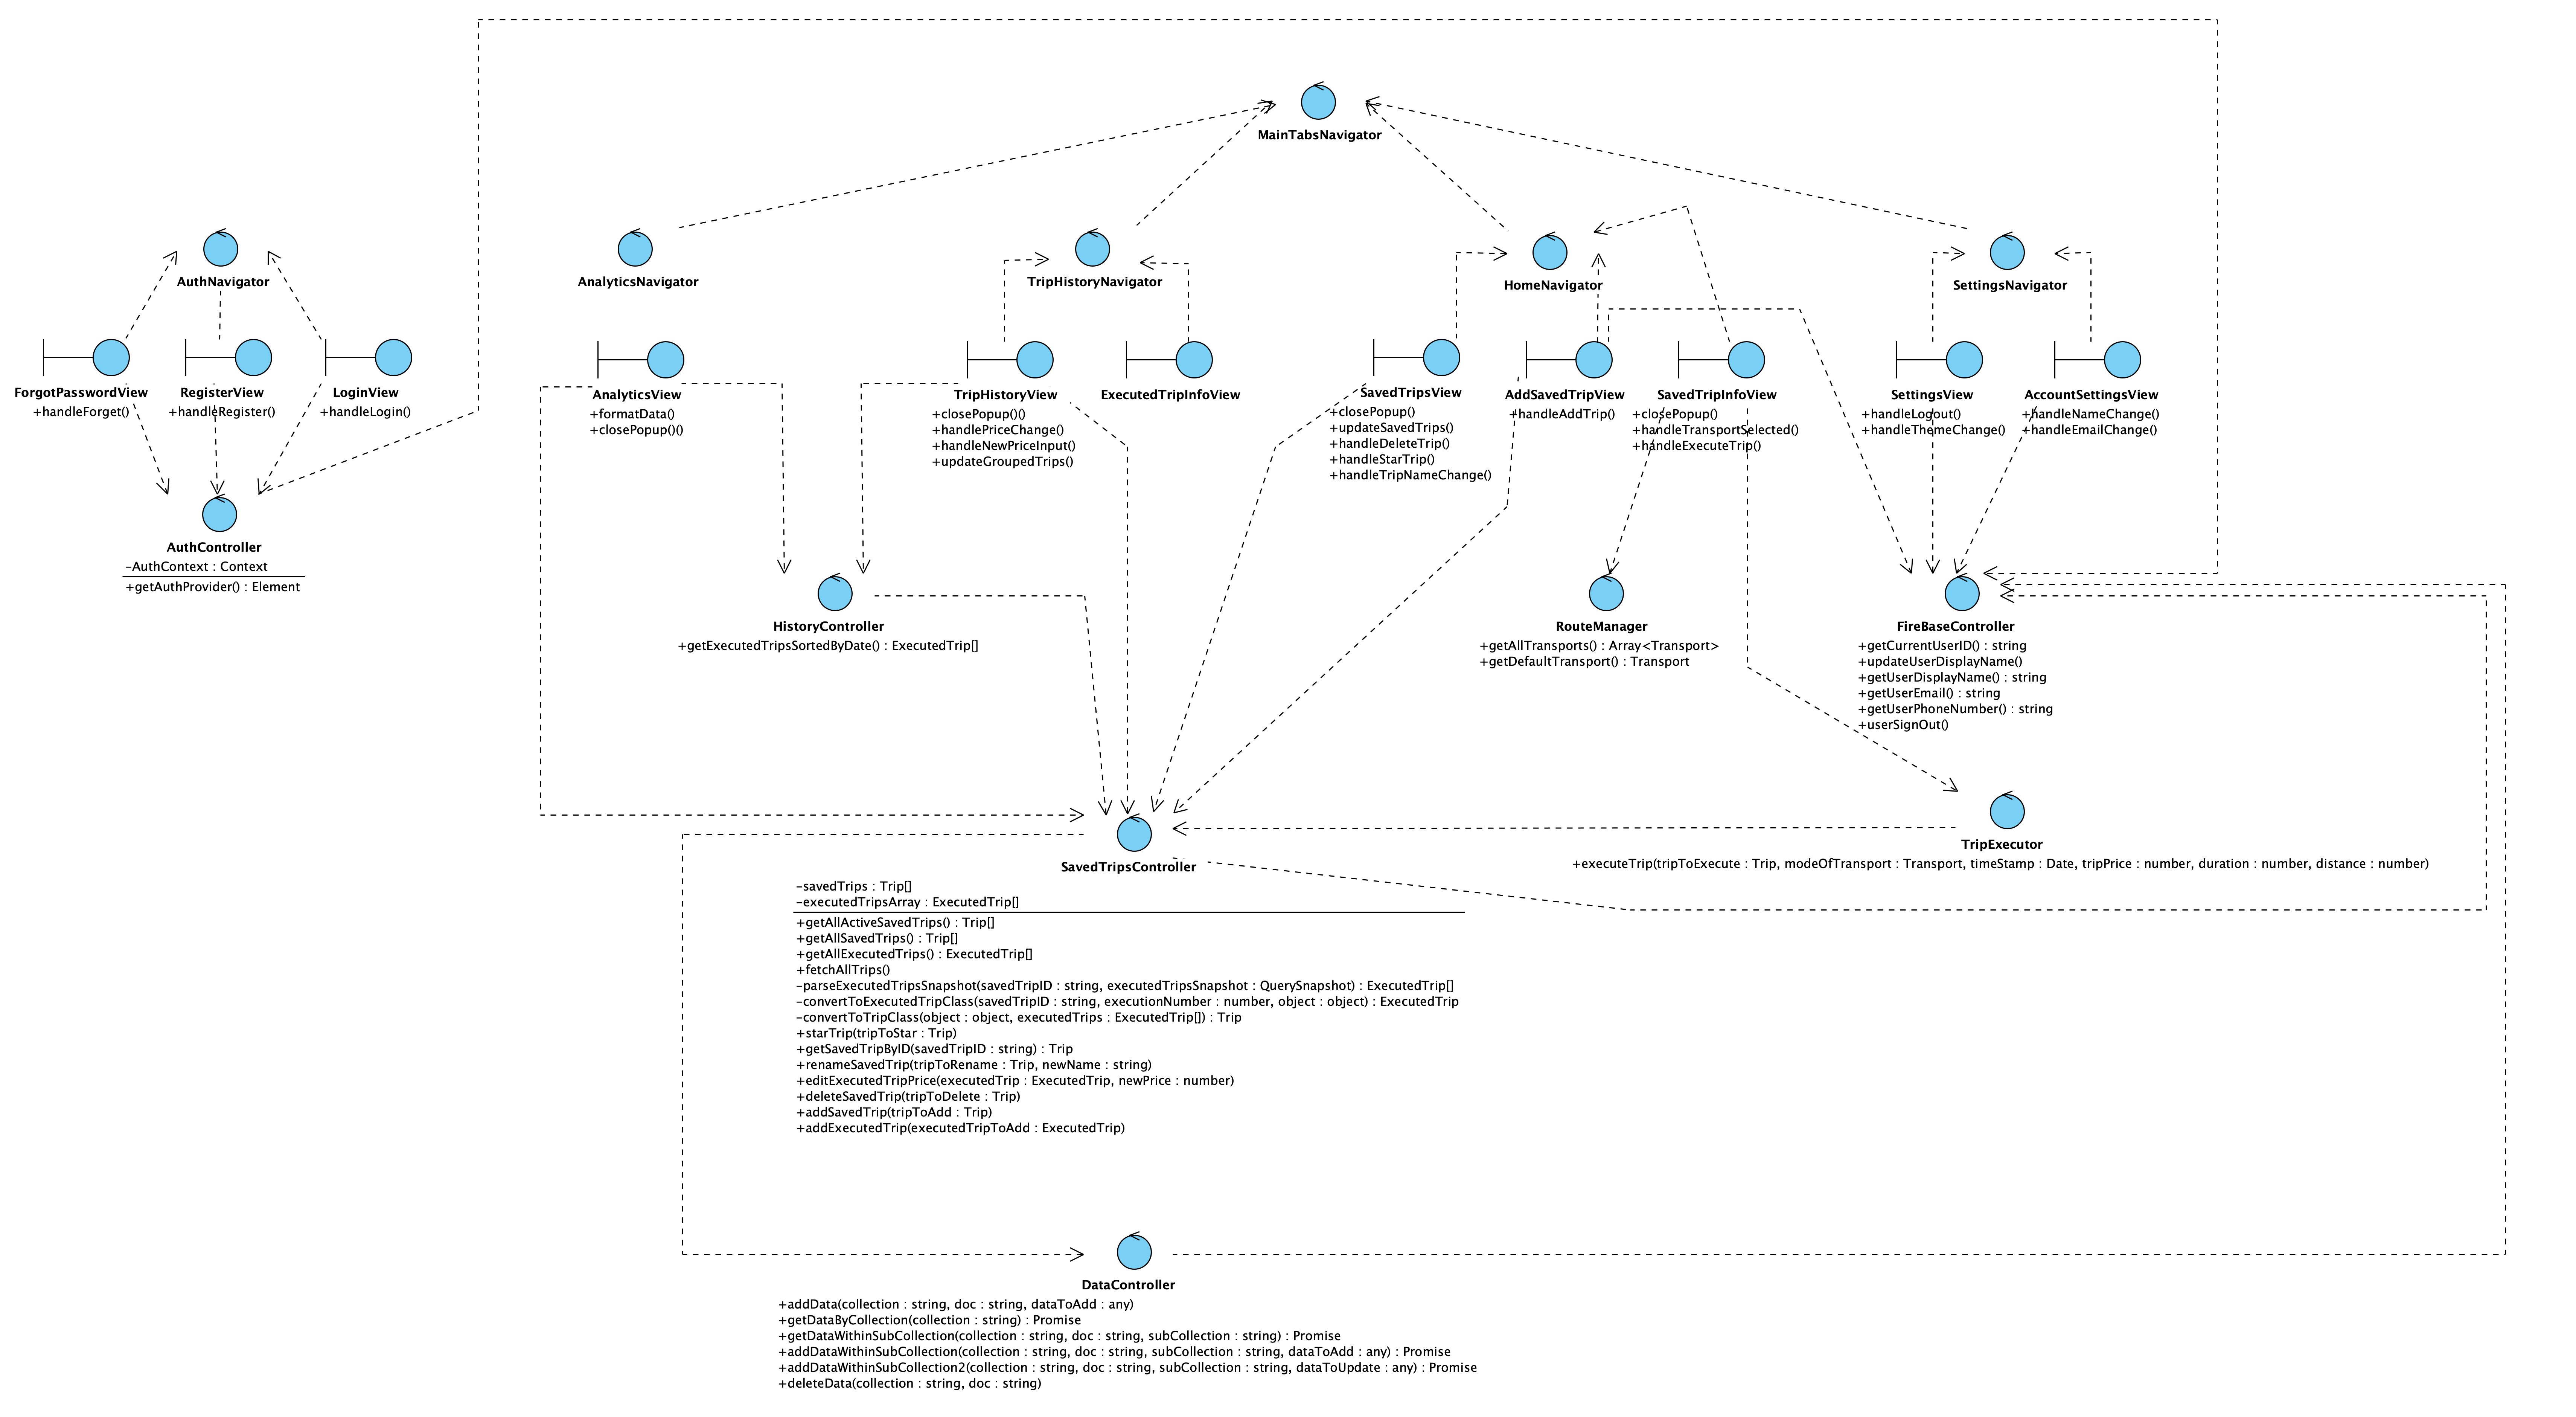 MainTabsNavigator
AuthNavigator
AnalyticsNavigator
TripHistoryNavigator
HomeNavigator
SettingsNavigator
ForgotPasswordView
+handleForget()
RegisterView
+handleRegister()
LoginView
+handleLogin()
AnalyticsView
+formatData()
+closePopup()()
TripHistoryView
+closePopup()()
+handlePriceChange()
+handleNewPriceInput()
+updateGroupedTrips()
ExecutedTripInfoView
SavedTripsView
+closePopup()
+updateSavedTrips()
+handleDeleteTrip()
+handleStarTrip()
+handleTripNameChange()
AddSavedTripView
+handleAddTrip()
SavedTripInfoView
+closePopup()
+handleTransportSelected()
+handleExecuteTrip()
SettingsView
+handleLogout()
+handleThemeChange()
AccountSettingsView
+handleNameChange()
+handleEmailChange()
AuthController
-AuthContext : Context
+getAuthProvider() : Element
HistoryController
+getExecutedTripsSortedByDate() : ExecutedTrip[]
RouteManager
+getAllTransports() : Array<Transport>
+getDefaultTransport() : Transport
FireBaseController
+getCurrentUserID() : string
+updateUserDisplayName()
+getUserDisplayName() : string
+getUserEmail() : string
+getUserPhoneNumber() : string
+userSignOut()
TripExecutor
+executeTrip(tripToExecute : Trip, modeOfTransport : Transport, timeStamp : Date, tripPrice : number, duration : number, distance : number)
SavedTripsController
-savedTrips : Trip[]
-executedTripsArray : ExecutedTrip[]
+getAllActiveSavedTrips() : Trip[]
+getAllSavedTrips() : Trip[]
+getAllExecutedTrips() : ExecutedTrip[]
+fetchAllTrips()
-parseExecutedTripsSnapshot(savedTripID : string, executedTripsSnapshot : QuerySnapshot) : ExecutedTrip[]
-convertToExecutedTripClass(savedTripID : string, executionNumber : number, object : object) : ExecutedTrip
-convertToTripClass(object : object, executedTrips : ExecutedTrip[]) : Trip
+starTrip(tripToStar : Trip)
+getSavedTripByID(savedTripID : string) : Trip
+renameSavedTrip(tripToRename : Trip, newName : string)
+editExecutedTripPrice(executedTrip : ExecutedTrip, newPrice : number)
+deleteSavedTrip(tripToDelete : Trip)
+addSavedTrip(tripToAdd : Trip)
+addExecutedTrip(executedTripToAdd : ExecutedTrip)
DataController
+addData(collection : string, doc : string, dataToAdd : any)
+getDataByCollection(collection : string) : Promise
+getDataWithinSubCollection(collection : string, doc : string, subCollection : string) : Promise
+addDataWithinSubCollection(collection : string, doc : string, subCollection : string, dataToAdd : any) : Promise
+addDataWithinSubCollection2(collection : string, doc : string, subCollection : string, dataToUpdate : any) : Promise
+deleteData(collection : string, doc : string)